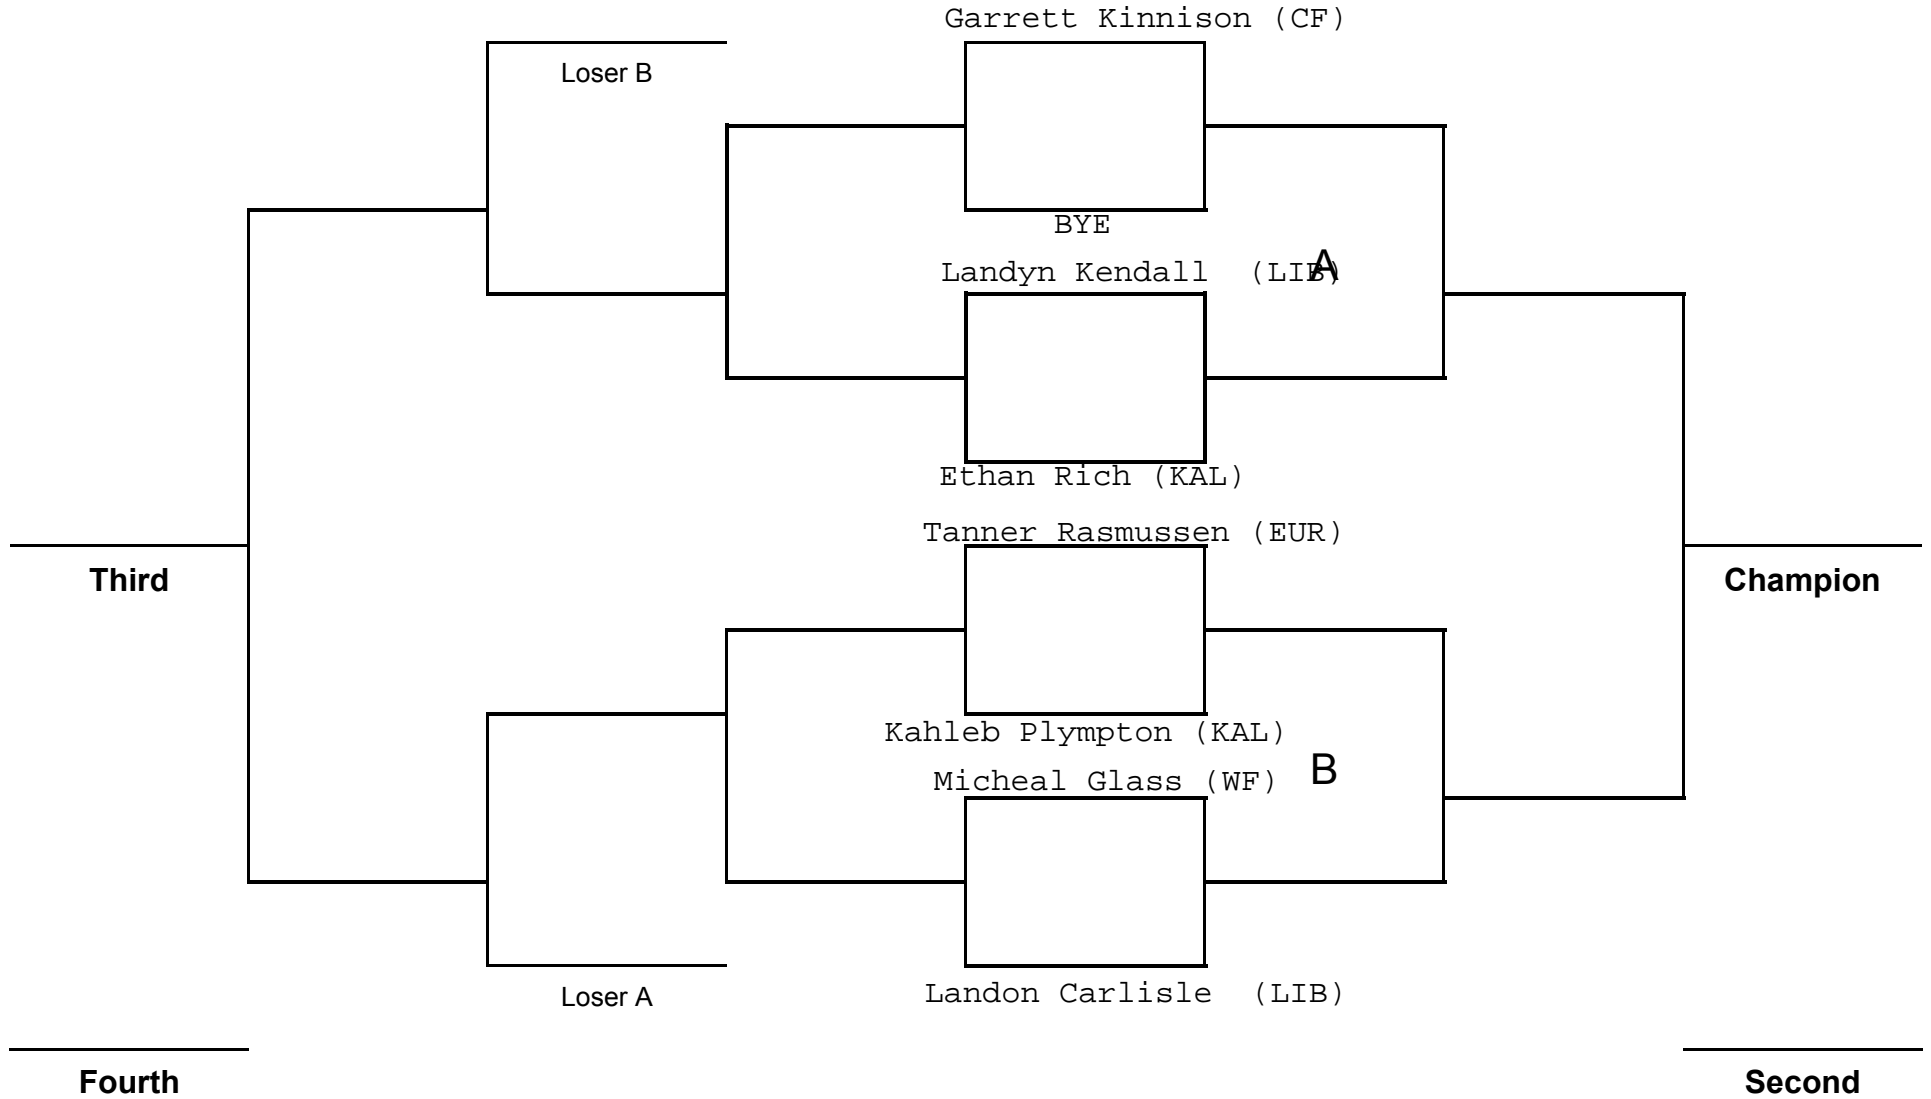 Garrett Kinnison (CF)
Loser B
BYE
A
Landyn Kendall  (LIB)
Ethan Rich (KAL)
Tanner Rasmussen (EUR)
Third
Champion
Kahleb Plympton (KAL)
B
Micheal Glass (WF)
Landon Carlisle  (LIB)
Loser A
Fourth
Second